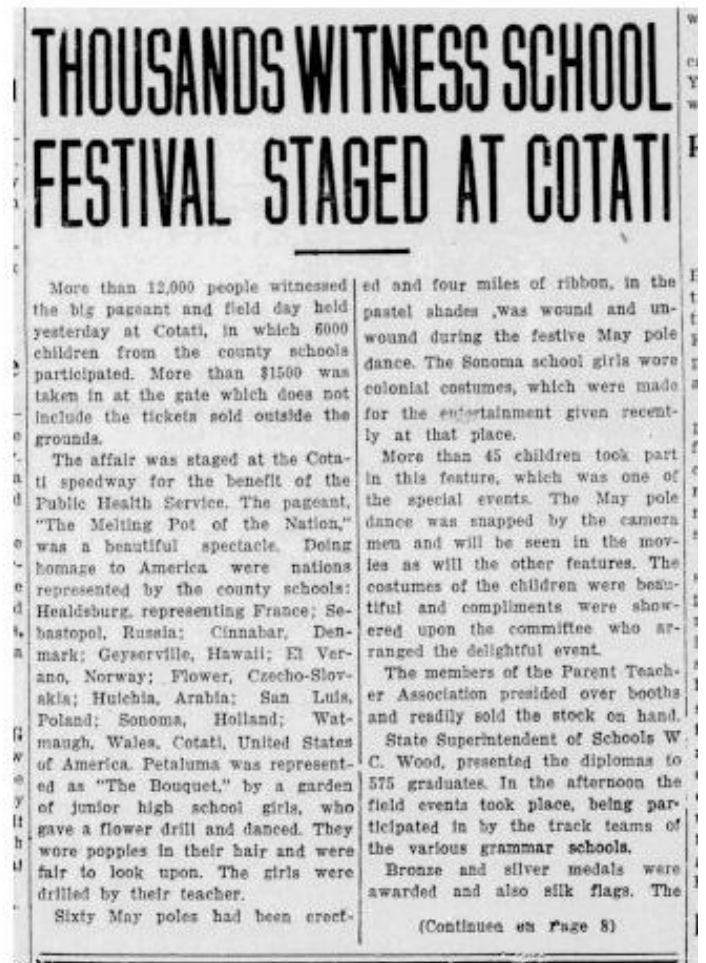 THOUSANDS WITNESS SCHOOL
FESTIVAL STAGED AT COTATI
More than 12,000 people witnessed
the big pageant and field day held
yesterday at Cotati, in which 6000
children from the county schools
participated. More than $1500 was
taken in at the gate which does not
include the tickets sold outside the
grounds.
The affair was staged at the Cota-
ti speedway for the benefit of the
Public Health Service. The pageant,
"The Melting Pot of the Nation,"
was a beautiful spectacle. Doing
homage to America were nations
represented by the county schools:
Healdsburg, representing France; Se-
bastopol, Russia; Cinnabar, Den-
mark; Geyserville, Hawaii; El Ver-
ano, Norway; Flower, Czecho-Slov-
akia; Huichia, Arabia; San Luis,
Poland; Sonoma, Holland; Wat-
maugh, Wales, Cotati, United States
of America. Petaluma was represent-
ed as "The Bouquet," by a garden
of junior high school girls, who
gave a flower drill and danced. They
wore poppies in their hair and were
fair to look upon. The girls were
drilled by their teacher.
Sixty May poles had been erect-
ed and four miles of ribbon, in the
pastel shades ,was wound and un-
wound during the festive May pole
dance. The Sonoma school girls wore
colonial costumes, which were made
for the entertainment given recent-
ly at that place.
More than 45 children took part
in this feature, which was one of
the special events. The May pole
dance was snapped by the camera
men and will be seen in the mov-
ies as will the other features. The
costumes of the children were beau-
tiful and compliments were show-
ered upon the committee who ar-
ranged the delightful event.
The members of the Parent Teach-
er Association presided over booths
and readily sold the stock on hand.
State Superintendent of Schools W
C. Wood, presented the diplomas to
575 graduates. In the afternoon the
field events took place, being par-
ticipated in by the track teams of
the various grammar schools.
Bronze and silver medals were
awarded and also silk flags. The
(Continued on Page 8)